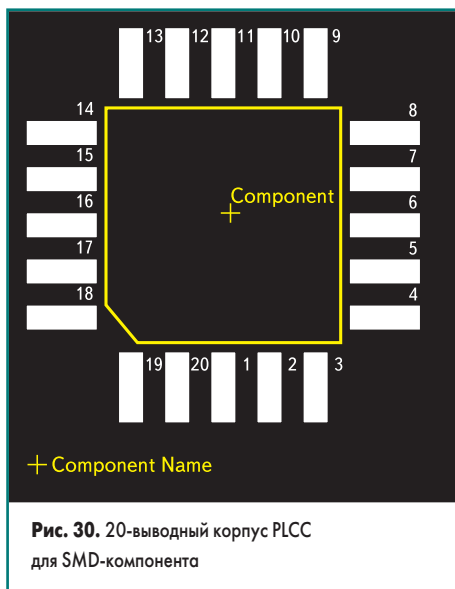 13 12 11 10 9
14 8
15 7
Component
16 6
17 5
18 4
19 20 1 2 3
Component Name
Рис. 30. 20-выводный корпус PLCC
для SMD-компонента